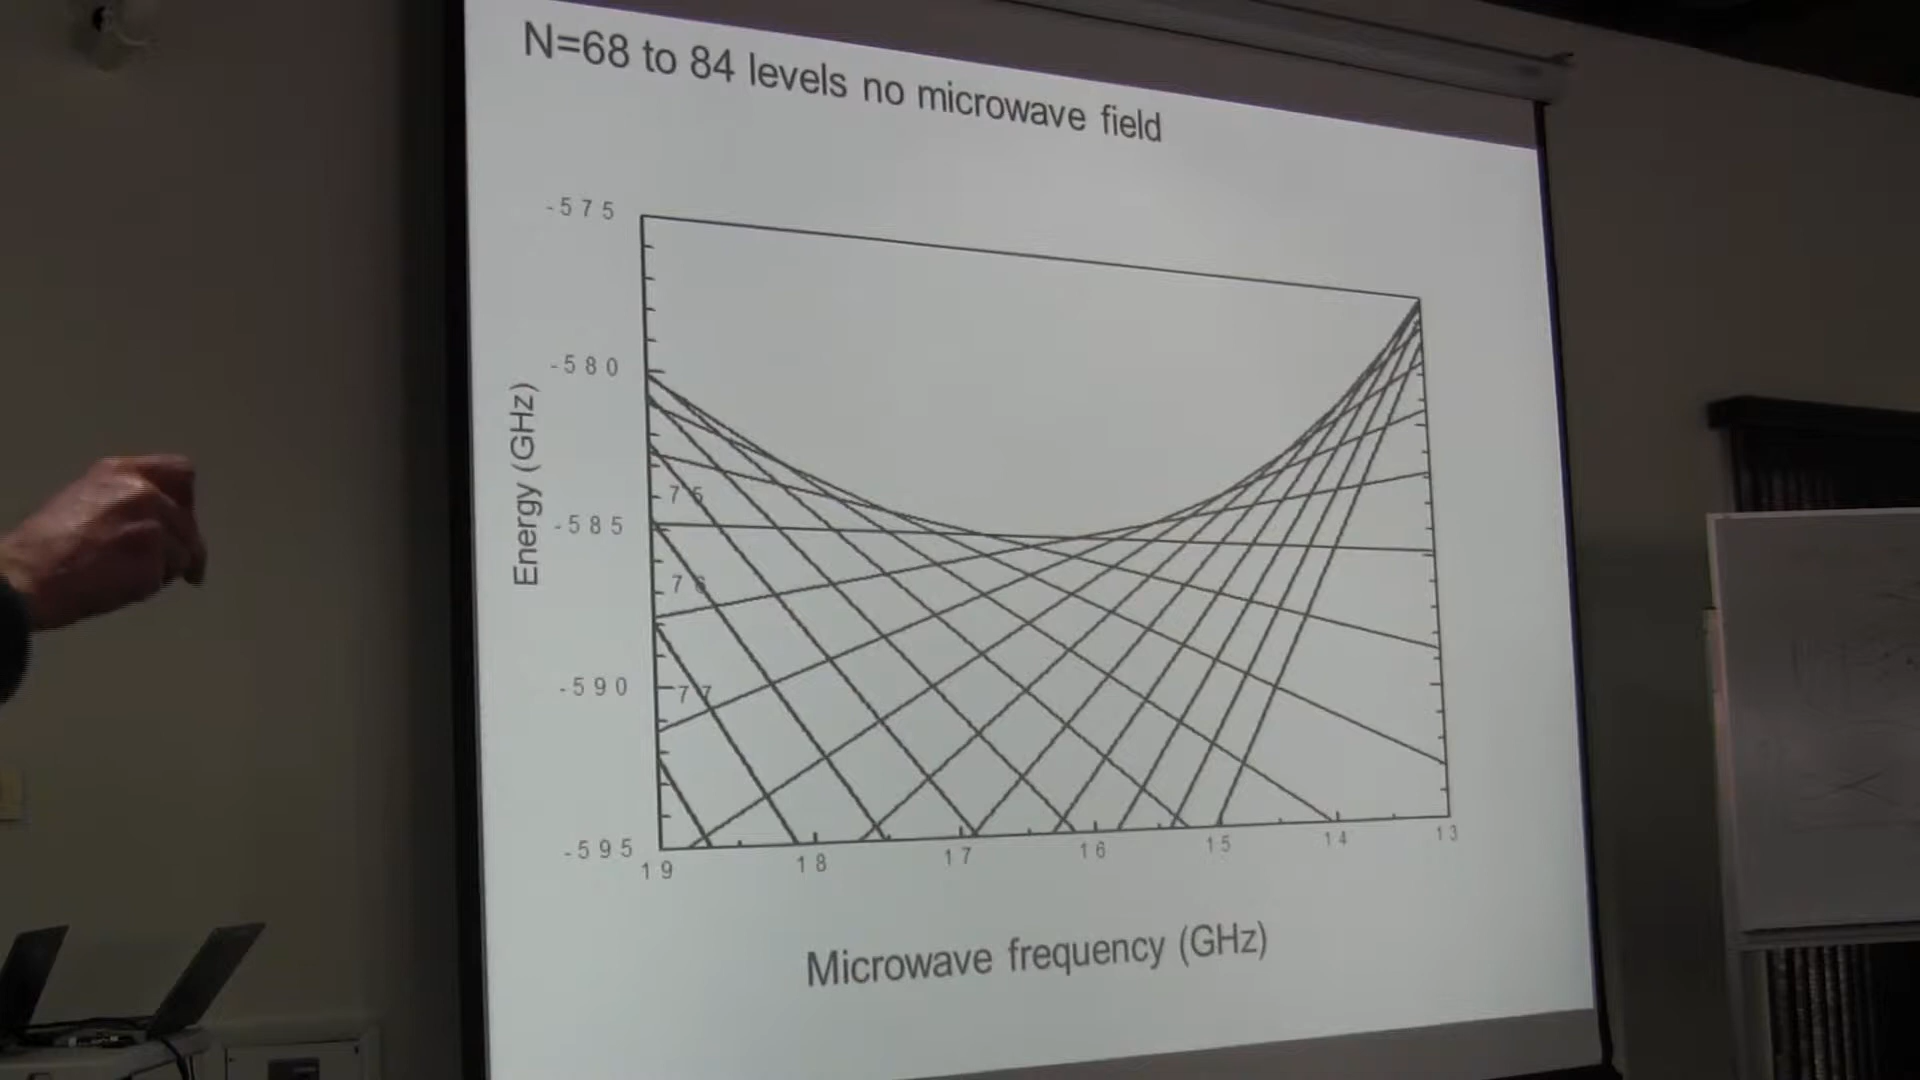 N=68 to 84 levels no microwave field
-575
-580
75
-585
76
-590
77
-595
19 18 17 16 15 14 13
Energy (GHz)
Microwave frequency (GHz)